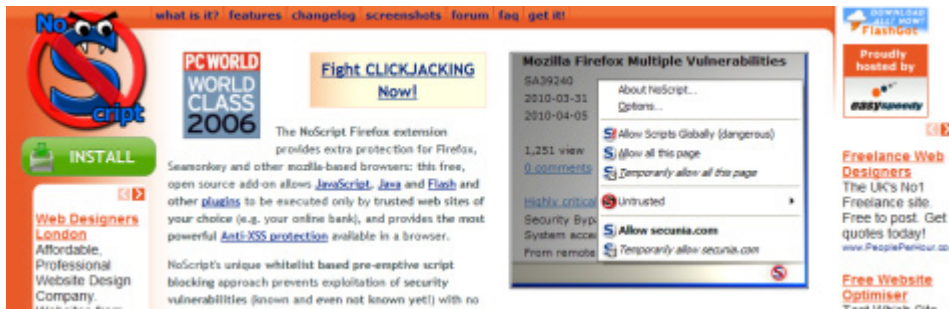 what is it? features changelog screenshots forum faq get it!
No
Script
INSTALL
Web Designers
London
Affordable,
Professional
Website Design
Company.
PC WORLD
WORLD
CLASS
2006
Fight CLICKJACKING
Now!
The NoScript Firefox extension
provides extra protection for Firefox,
Seamonkey and other mozilla-based browsers: this free,
open source add-on allows JavaScript, Java and Flash and
other plugins to be executed only by trusted web sites of
your choice (e.g. your online bank), and provides the most
powerful Anti-XSS protection available in a browser.
NoScript's unique whitelist based pre-emptive script
blocking approach prevents exploitation of security
vulnerabilities (known and even not known yet!) with no
Mozilla Firefox Multiple Vulnerabilities
SA39240
2010-03-31
2010-04-05
1,251 view
0 comments
Highly critical
Security Byp
System acce
From remote
About NoScript...
Options...
Allow Scripts Globally (dangerous)
Allow all this page
Temporarily allow all this page
Untrusted
Allow secunia.com
Temporarily allow secunia.com
DOWNLOAD
ALL? NOW!
FlashGot
Proudly
hosted by
easyspeedy
Freelance Web
Designers
The UK's No1
Freelance site.
Free to post. Get
quotes today!
www.PeoplePerHour.co
Free Website
Optimiser